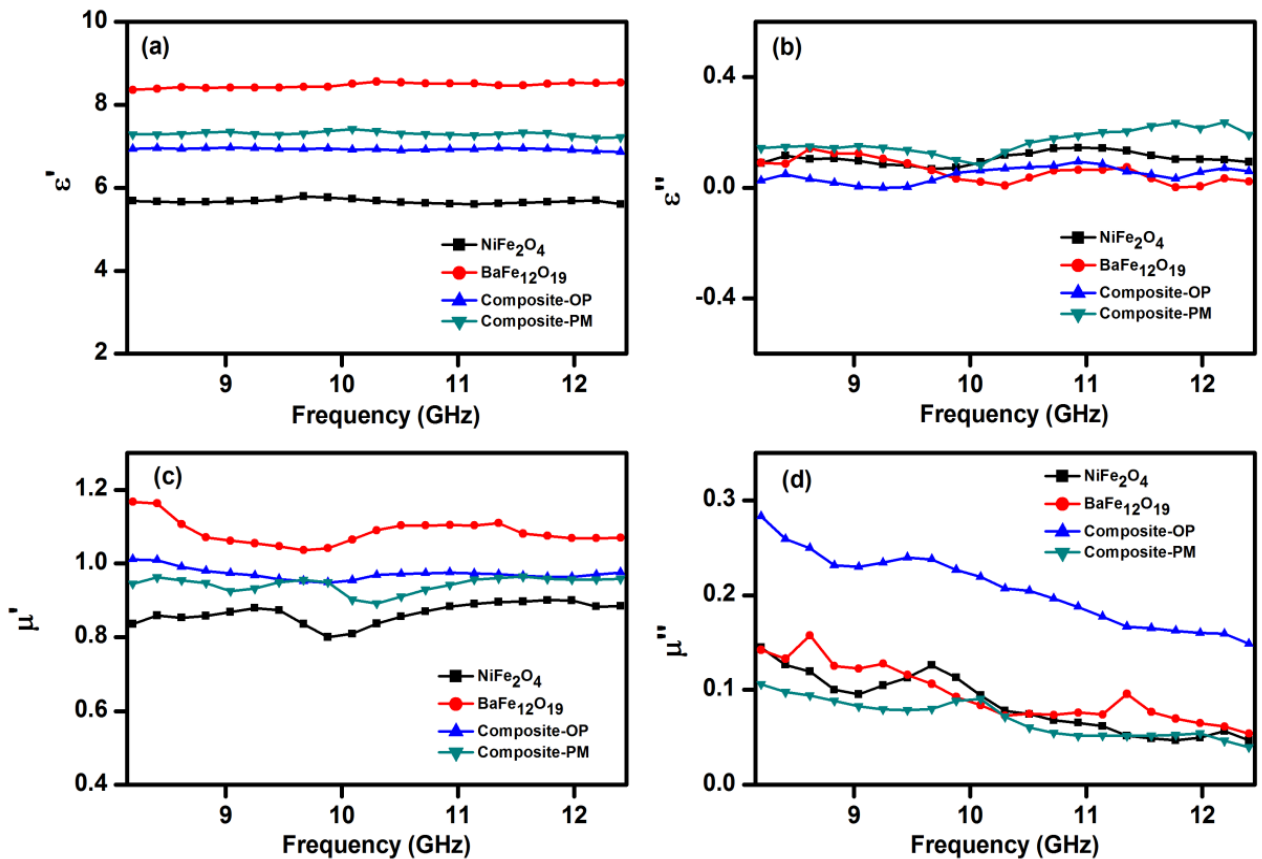 (a)
10
8
6
4
2
ε'
9 10 11 12
Frequency (GHz)
NiFe₂O₄
BaFe₁₂O₁₉
Composite-OP
Composite-PM
(b)
0.4
0.0
-0.4
ε''
9 10 11 12
Frequency (GHz)
NiFe₂O₄
BaFe₁₂O₁₉
Composite-OP
Composite-PM
(c)
1.2
1.0
0.8
0.6
0.4
μ'
9 10 11 12
Frequency (GHz)
NiFe₂O₄
BaFe₁₂O₁₉
Composite-OP
Composite-PM
(d)
0.3
0.2
0.1
0.0
μ''
9 10 11 12
Frequency (GHz)
NiFe₂O₄
BaFe₁₂O₁₉
Composite-OP
Composite-PM